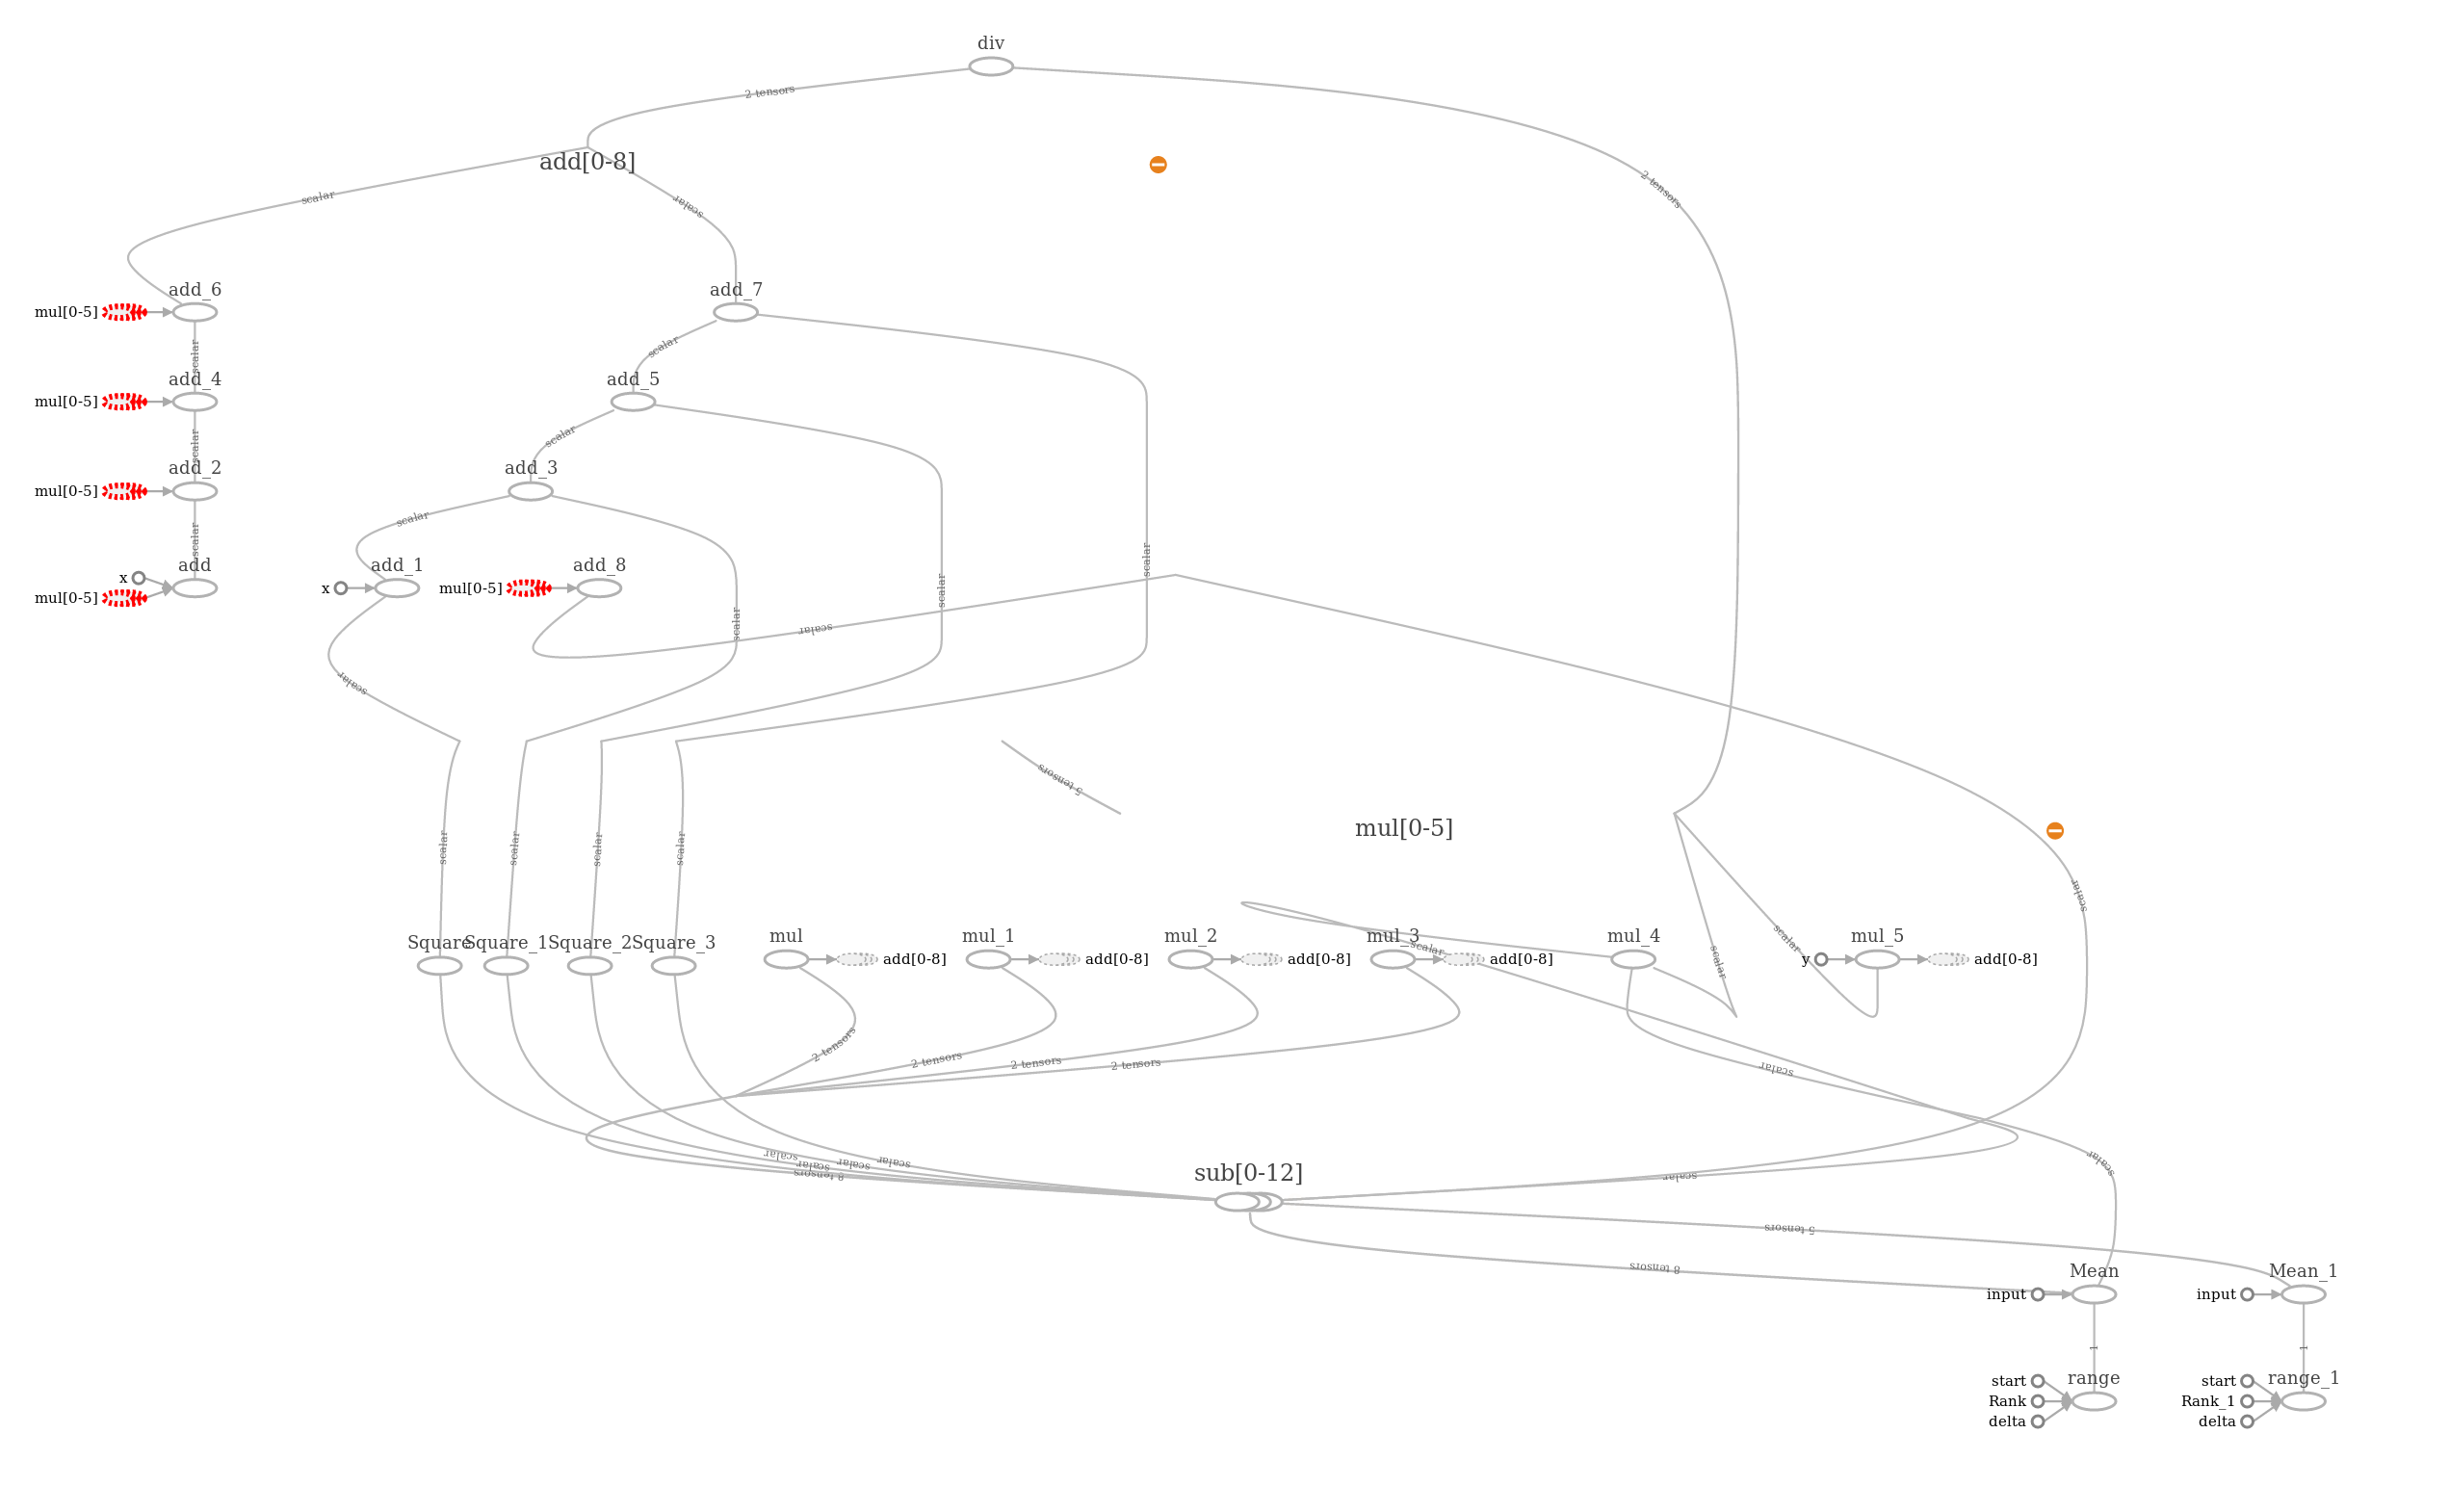 div
2 tensors
add[0-8]
2 tensors
scalar
scalar
add_6
add_7
mul[0-5]
scalar
scalar
add_4
add_5
mul[0-5]
scalar
scalar
add_2
add_3
mul[0-5]
scalar
scalar
scalar
add
add_1
add_8
x
x
mul[0-5]
mul[0-5]
scalar
scalar
scalar
scalar
5 tensors
mul[0-5]
scalar
scalar
scalar
scalar
scalar
Square
Square_1
Square_2
Square_3
mul
mul_1
mul_2
mul_3
mul_4
mul_5
scalar
scalar
scalar
add[0-8]
add[0-8]
add[0-8]
add[0-8]
y
add[0-8]
2 tensors
2 tensors
2 tensors
2 tensors
scalar
scalar
scalar
scalar
scalar
8 tensors
sub[0-12]
scalar
scalar
5 tensors
8 tensors
Mean
Mean_1
input
input
1
1
start
range
start
range_1
Rank
Rank_1
delta
delta